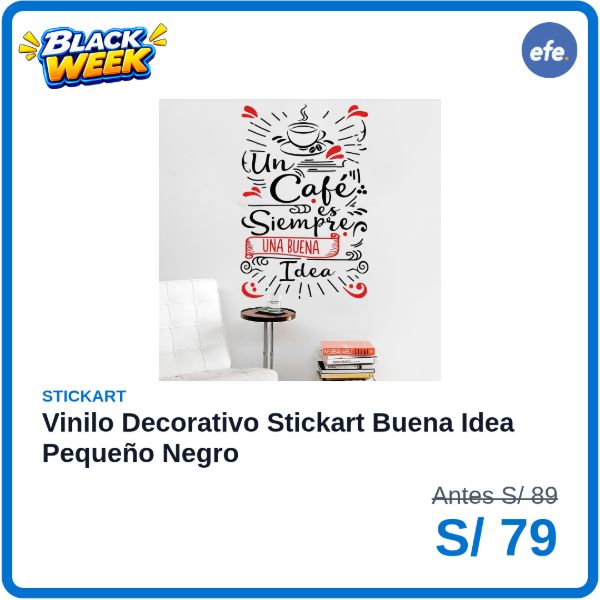 BLACK
WEEK
efe.
Un
Café
es
Siempre
UNA BUENA
Idea
STICKART
Vinilo Decorativo Stickart Buena Idea
Pequeño Negro
Antes S/ 89
S/ 79